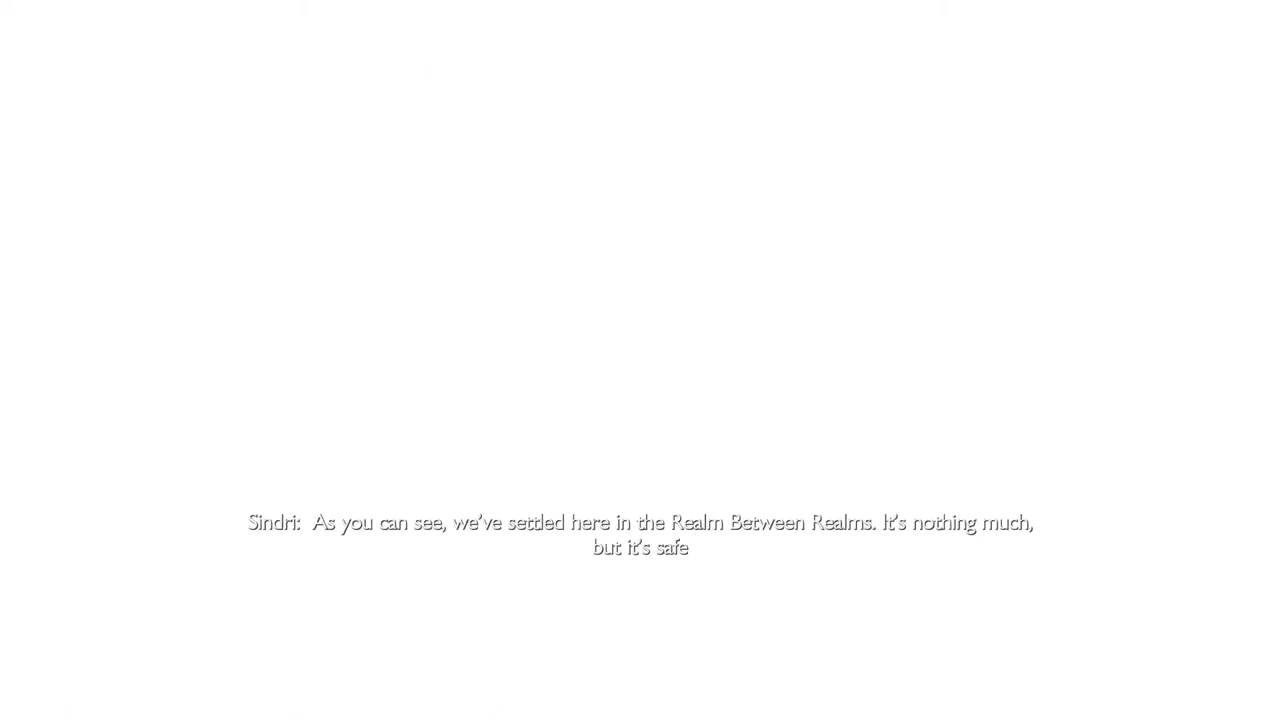 Sindri:  As you can see, we've settled here in the Realm Between Realms. It's nothing much,
but it's safe